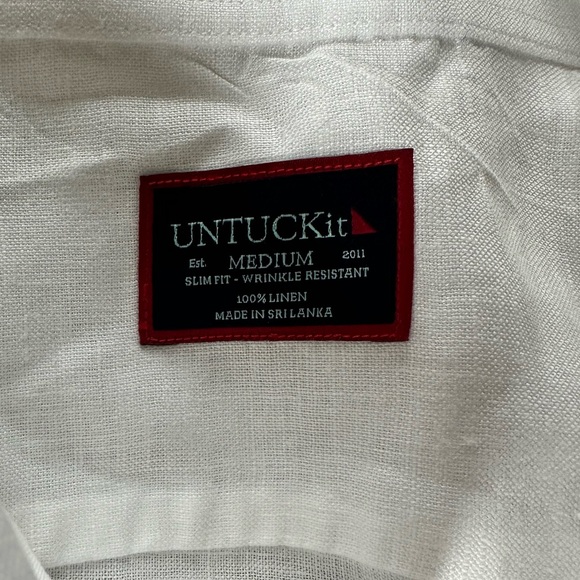 UNTUCKit
Est. MEDIUM 2011
SLIM FIT - WRINKLE RESISTANT
100% LINEN
MADE IN SRI LANKA